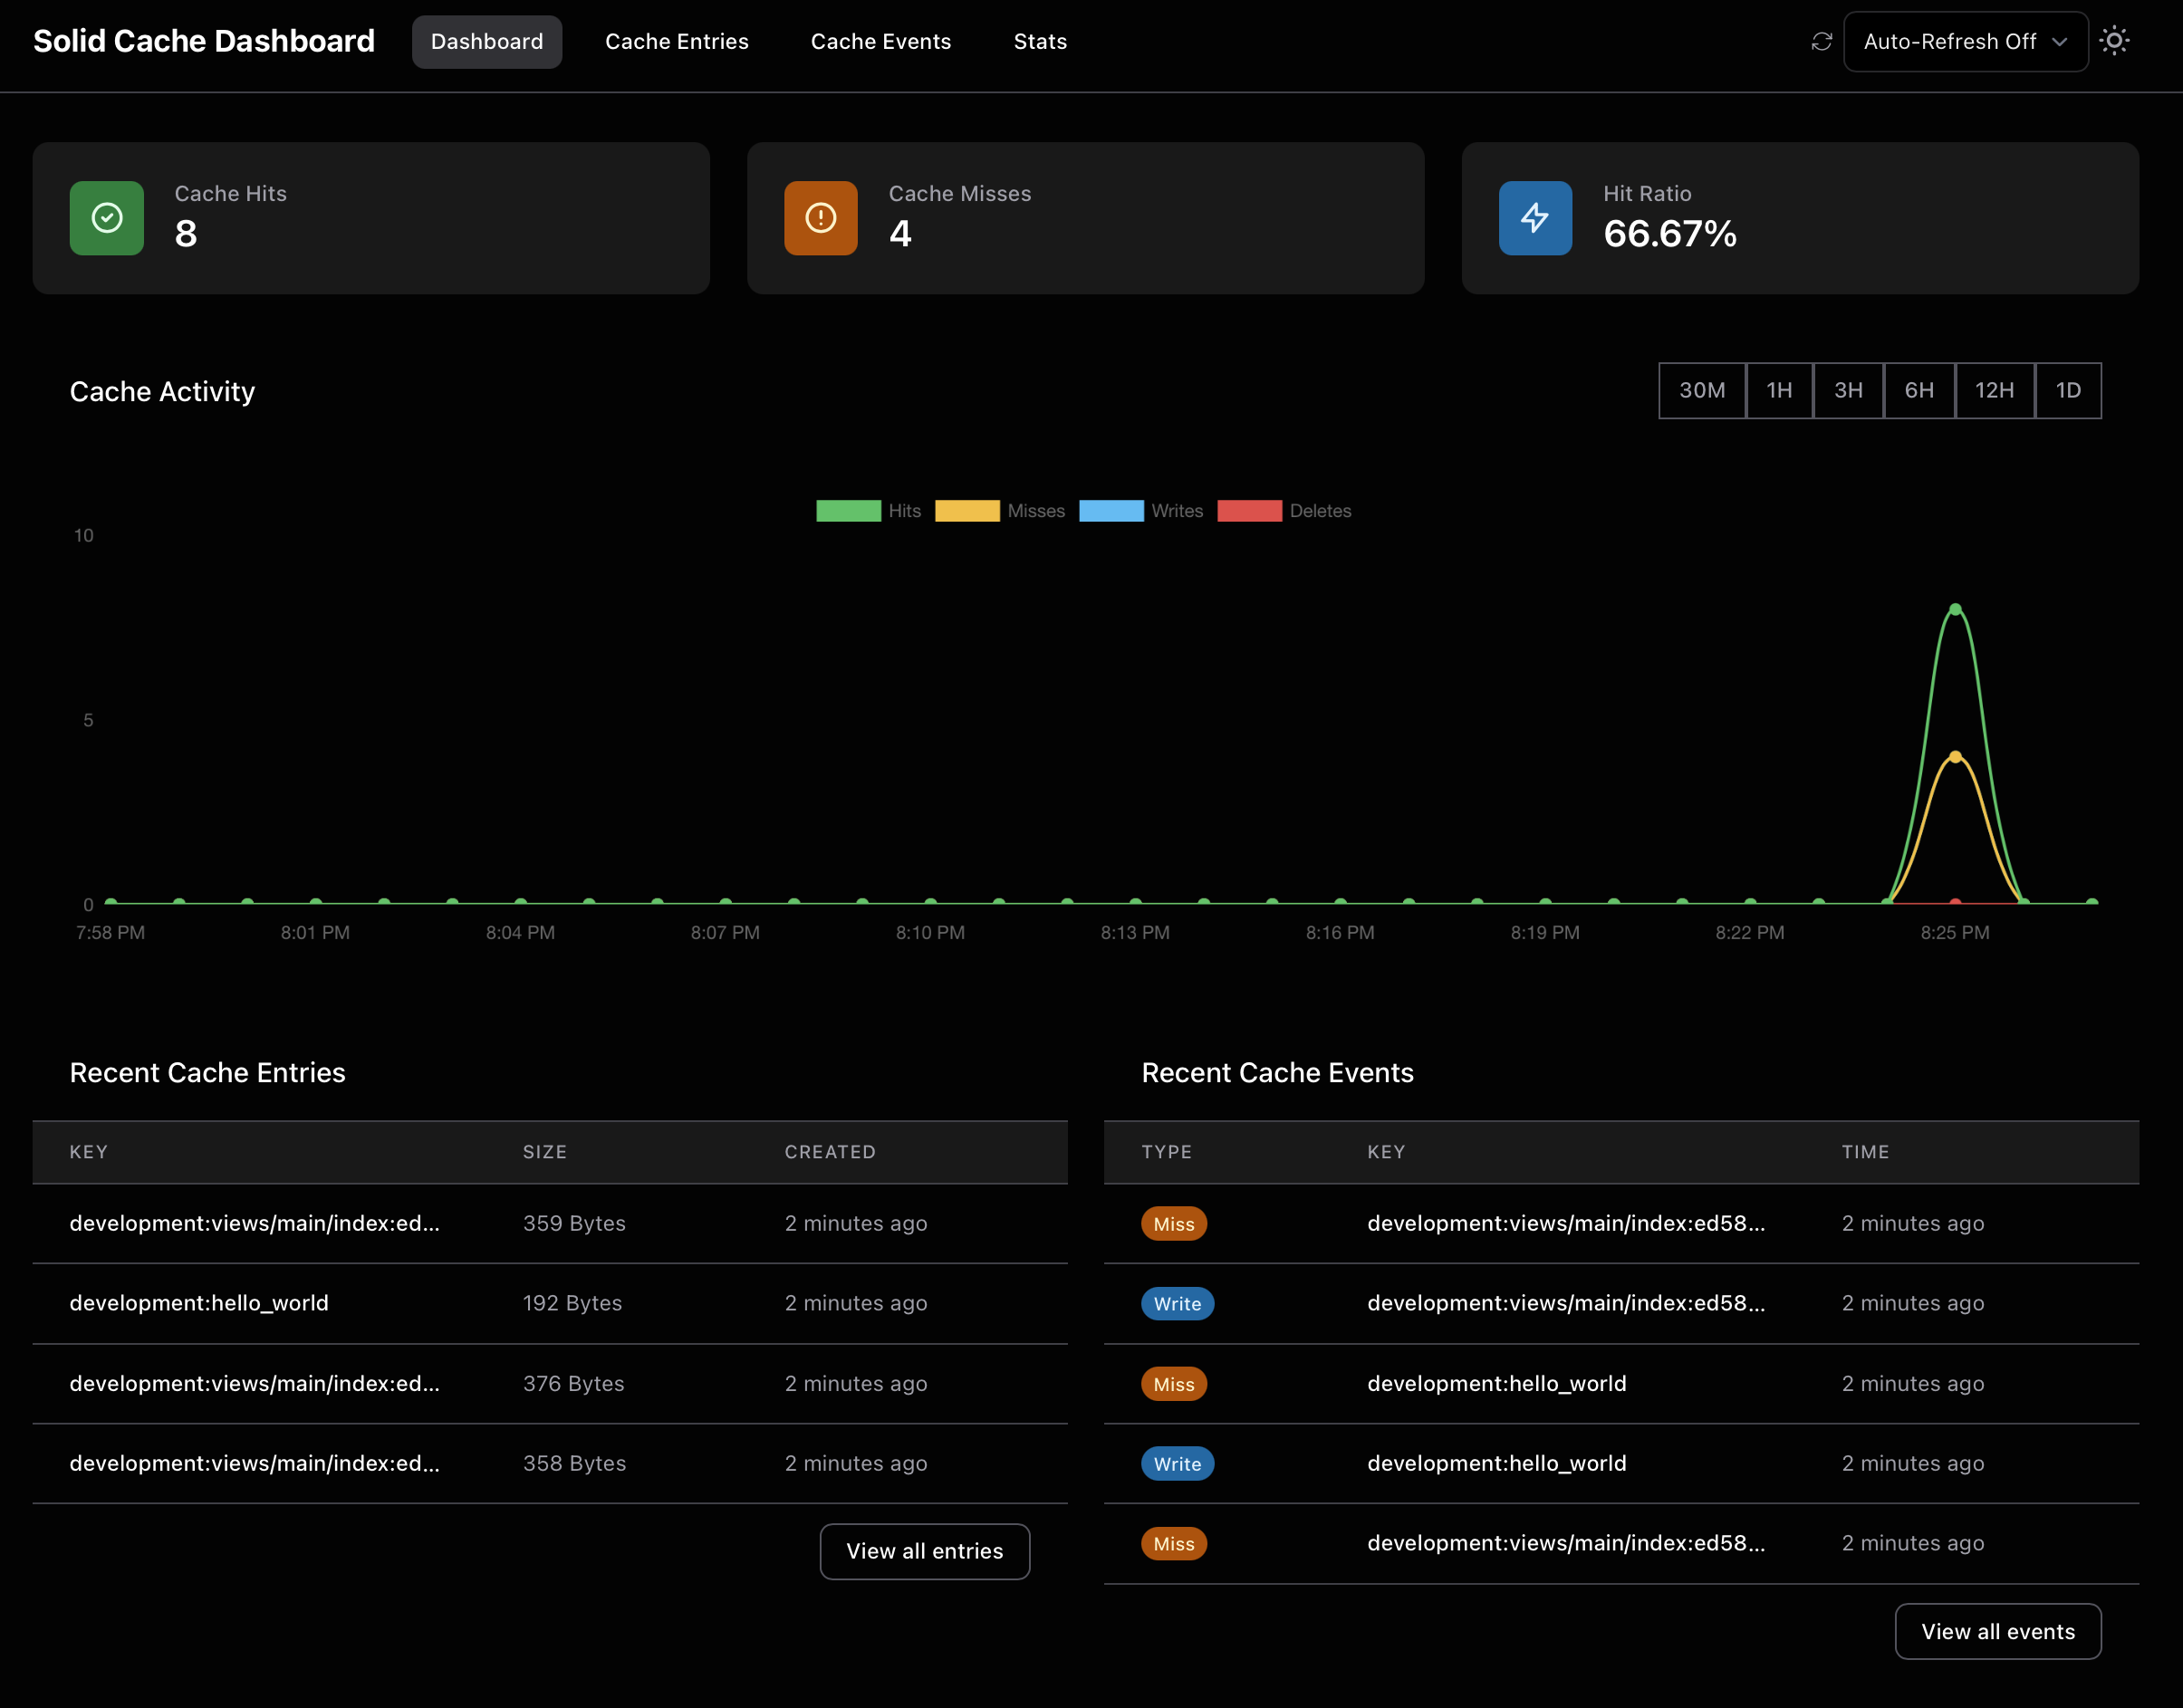 Solid Cache Dashboard Dashboard Cache Entries Cache Events Stats Auto-Refresh Off
Cache Hits
8
Cache Misses
4
Hit Ratio
66.67%
Cache Activity
30M 1H 3H 6H 12H 1D
Hits Misses Writes Deletes
10
5
0
7:58 PM 8:01 PM 8:04 PM 8:07 PM 8:10 PM 8:13 PM 8:16 PM 8:19 PM 8:22 PM 8:25 PM
Recent Cache Entries
KEY SIZE CREATED
development:views/main/index:ed... 359 Bytes 2 minutes ago
development:hello_world 192 Bytes 2 minutes ago
development:views/main/index:ed... 376 Bytes 2 minutes ago
development:views/main/index:ed... 358 Bytes 2 minutes ago
View all entries
Recent Cache Events
TYPE KEY TIME
Miss development:views/main/index:ed58... 2 minutes ago
Write development:views/main/index:ed58... 2 minutes ago
Miss development:hello_world 2 minutes ago
Write development:hello_world 2 minutes ago
Miss development:views/main/index:ed58... 2 minutes ago
View all events